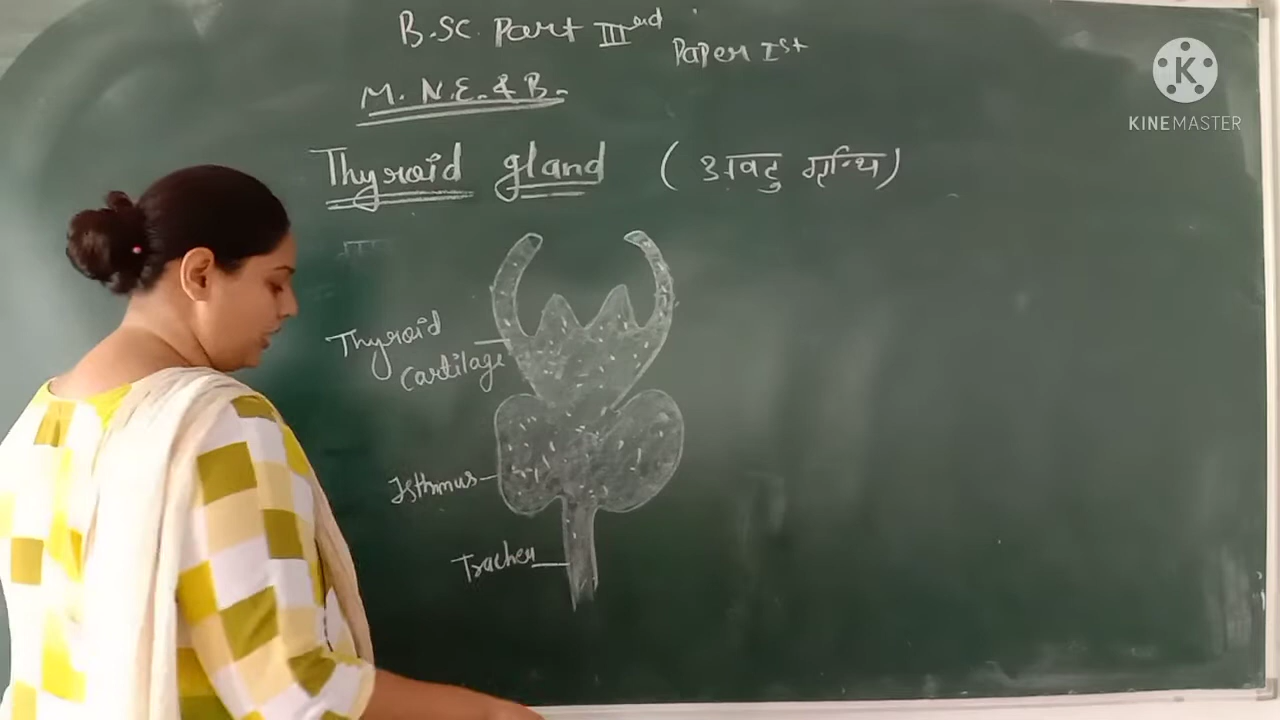 B.Sc. Part IIIrd
Paper Ist
M. N. E. & B.
Thyroid gland (अवटु ग्रन्थि)
Thyroid
Cartilage
Isthmus
Trachea
K
KINEMASTER